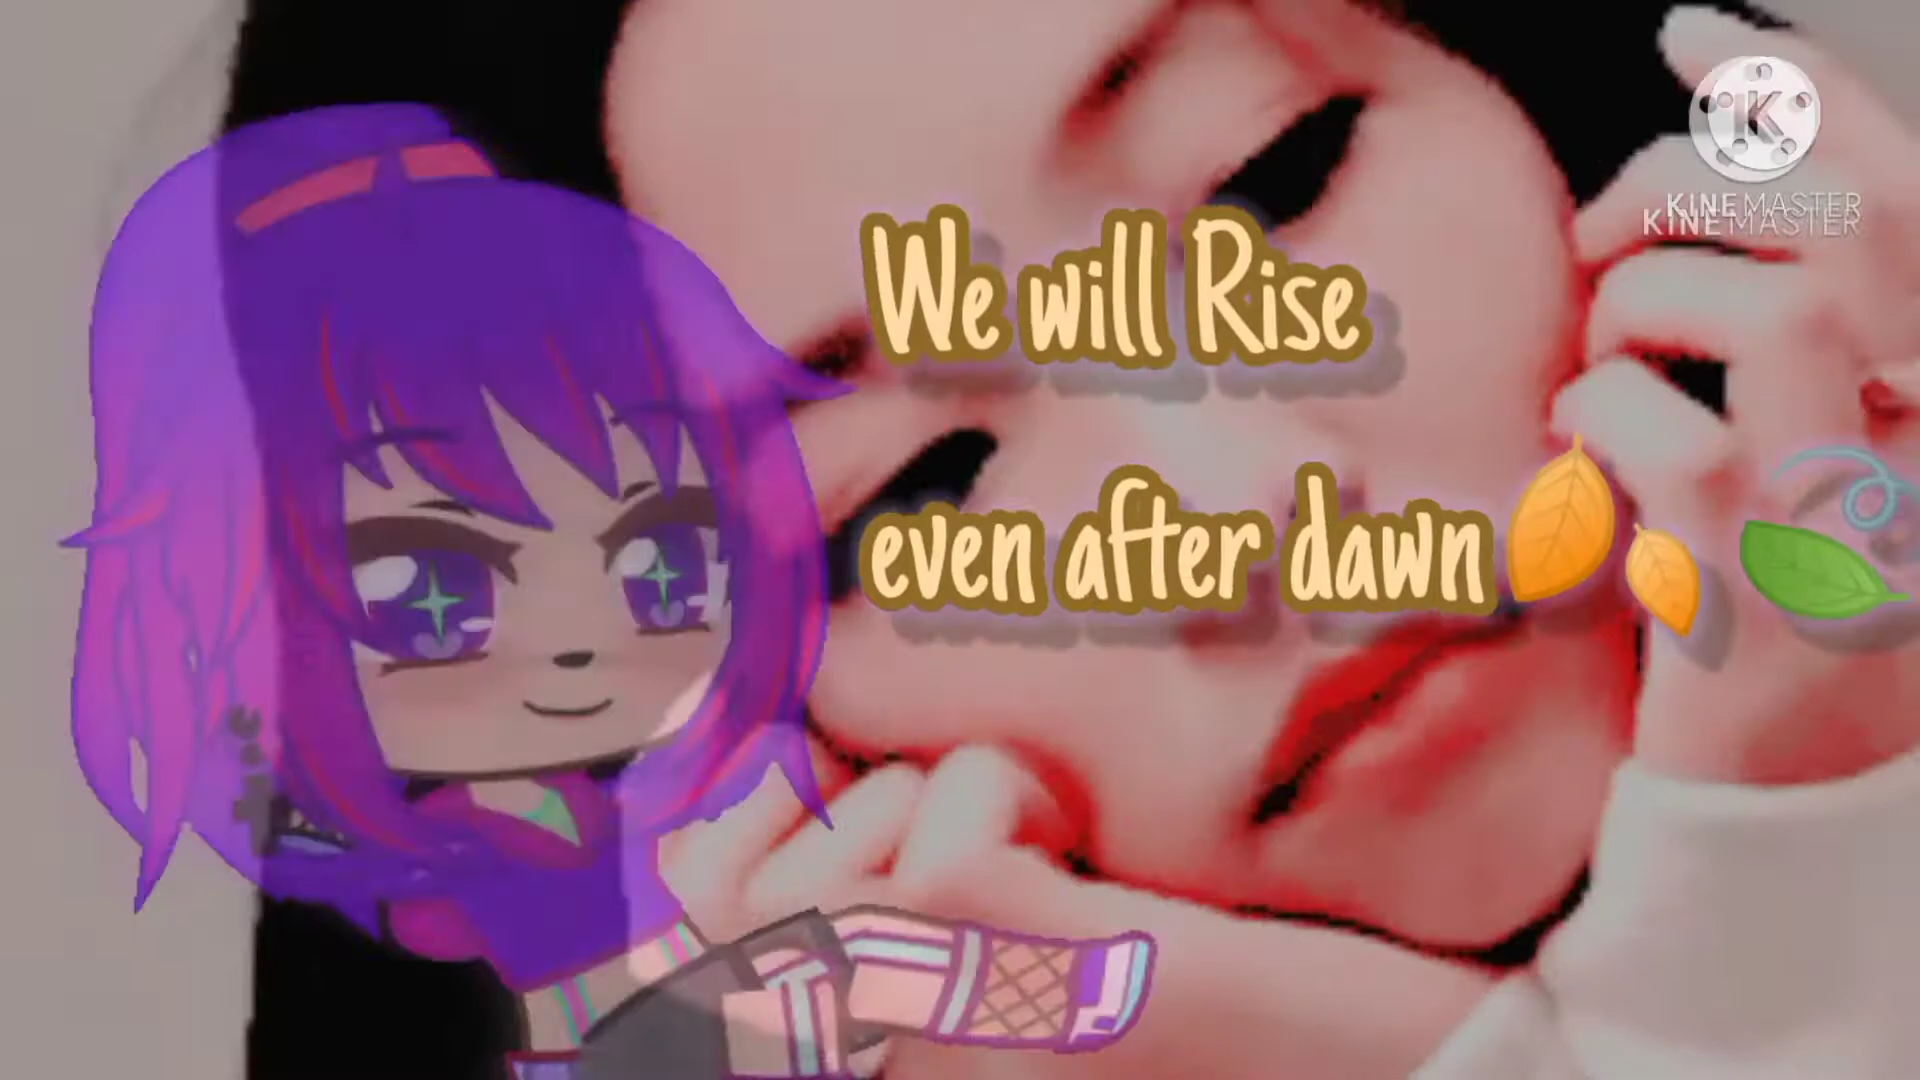 We will Rise
even after dawn
K
KINEMASTER
KINEMASTER